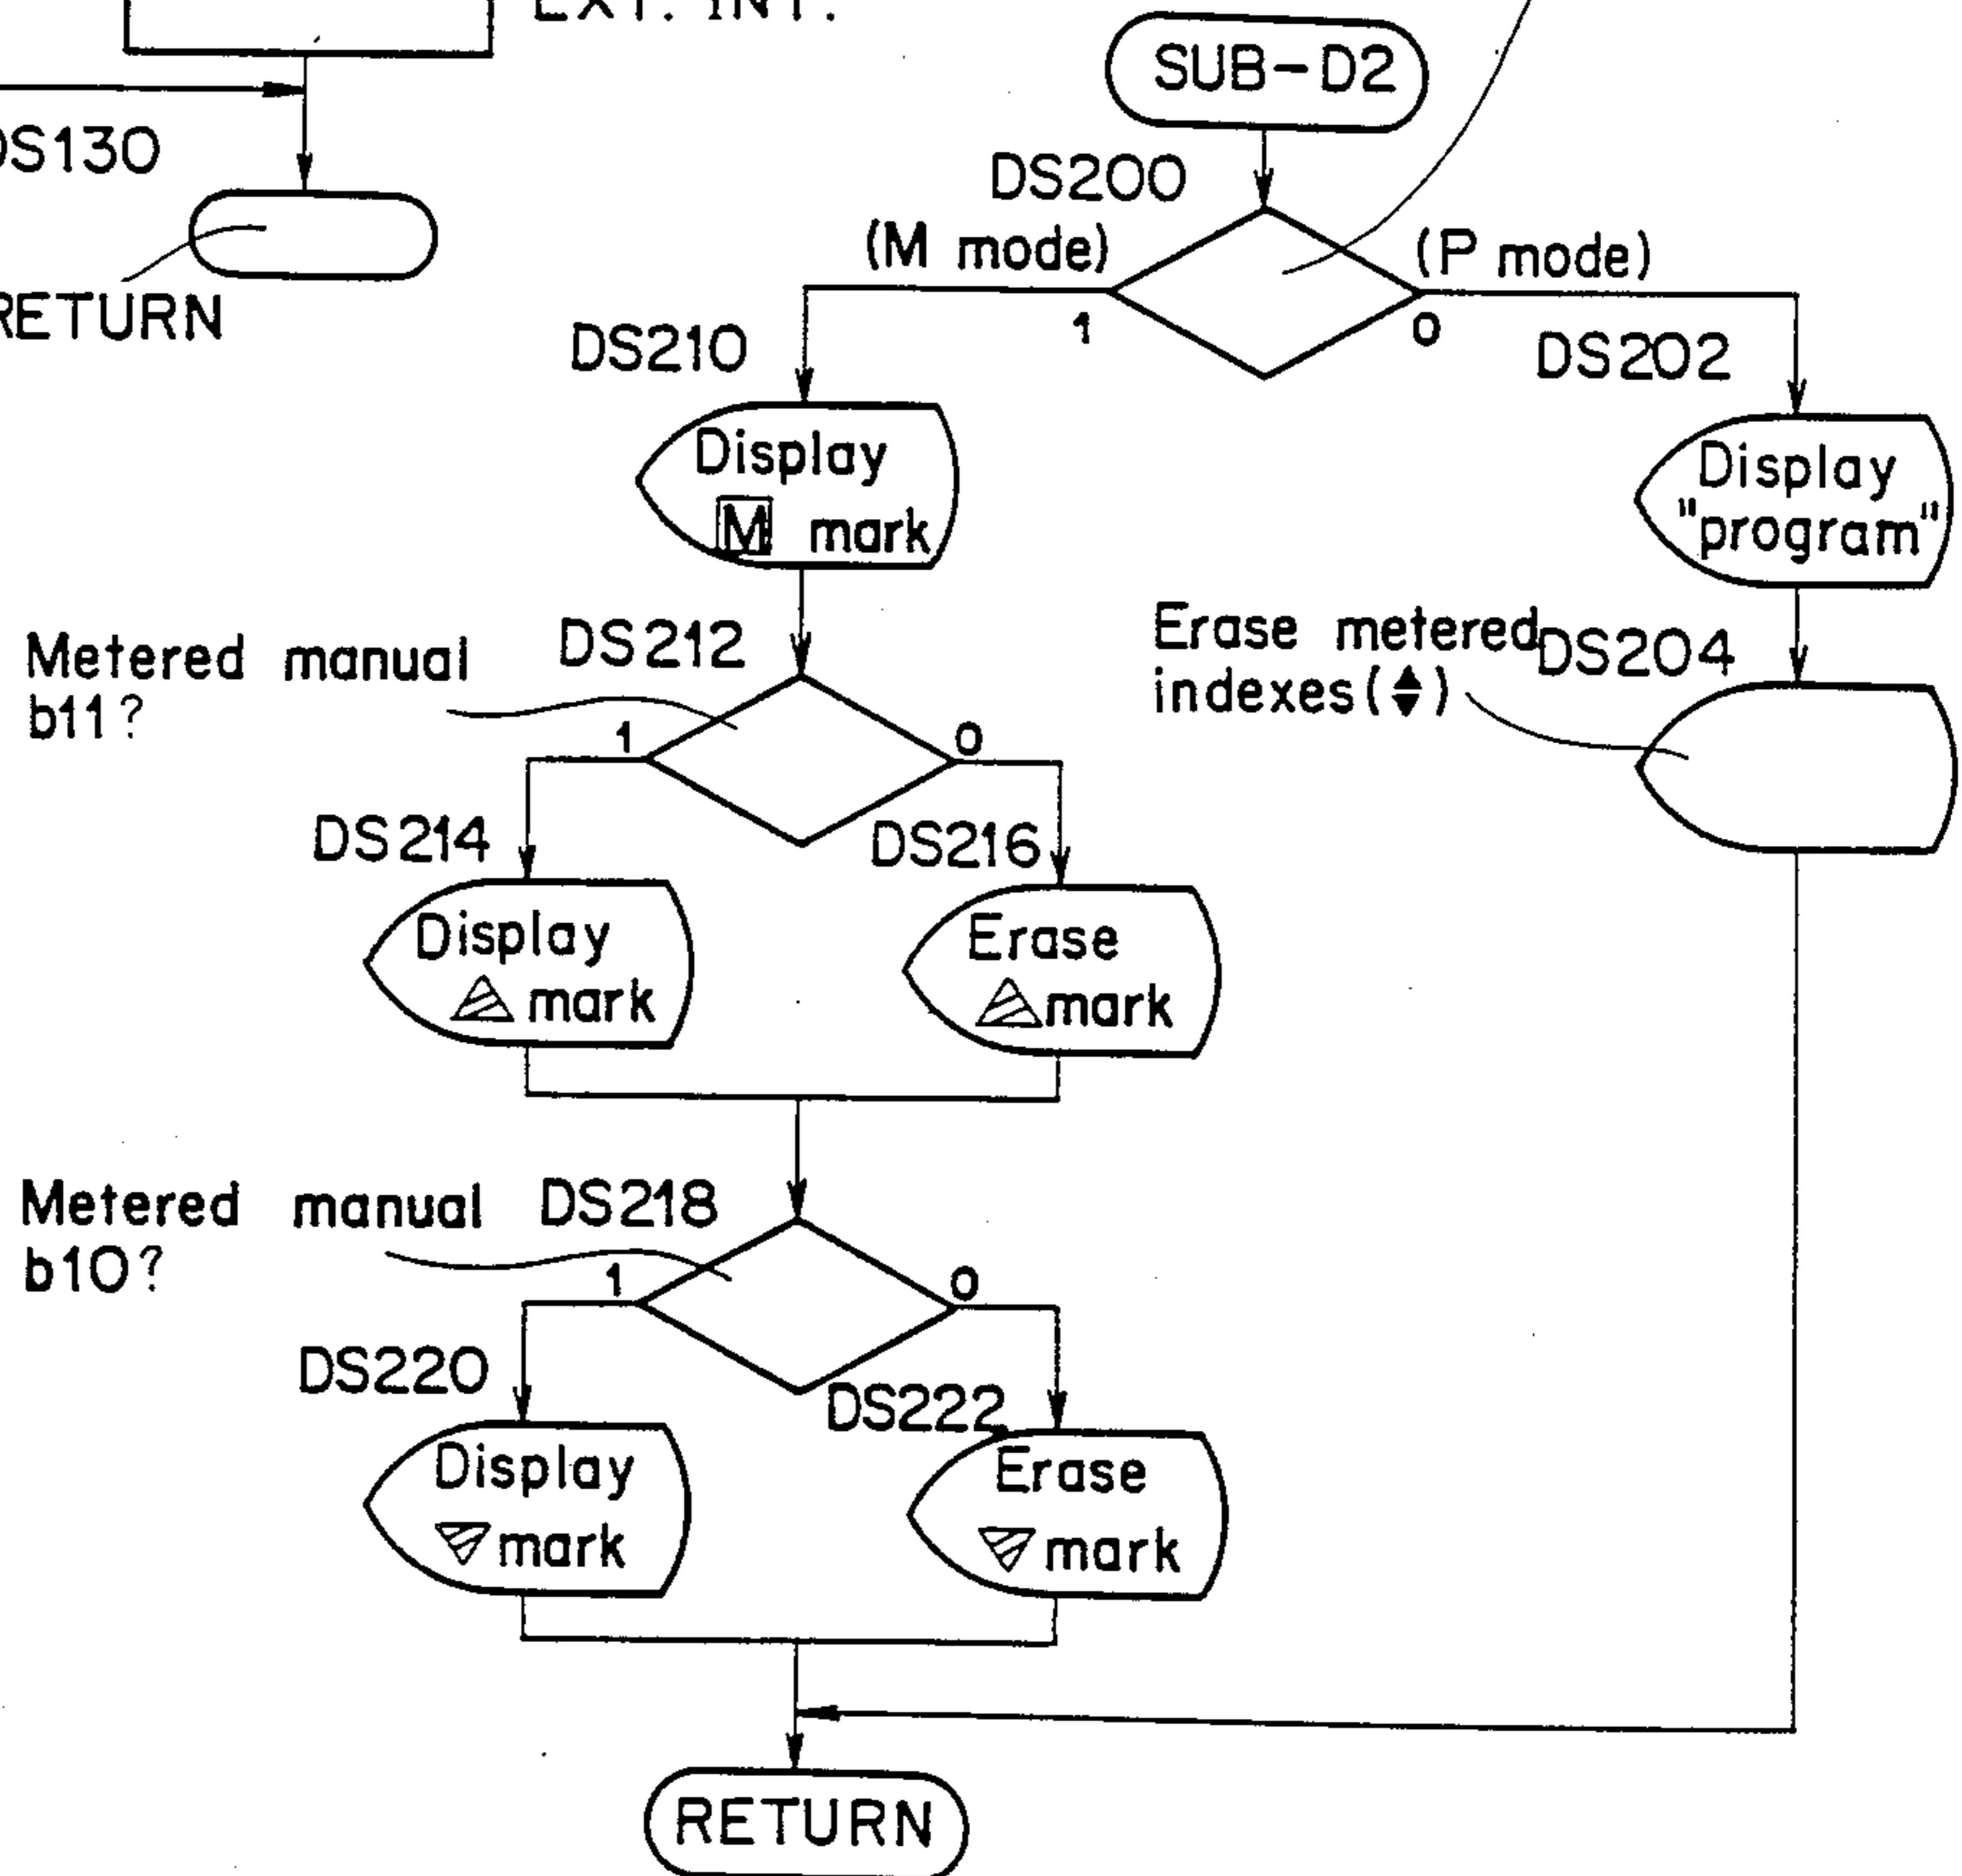 EXT. INT.
SUB-D2
DS130
RETURN
DS200
(M mode)
(P mode)
1
0
DS210
DS202
Display
M mark
Display
"program"
Metered manual
b11?
DS212
Erase metered
indexes(♦)
DS204
1
0
DS214
DS216
Display
mark
Erase
mark
Metered manual
b10?
DS218
1
0
DS220
DS222
Display
mark
Erase
mark
RETURN